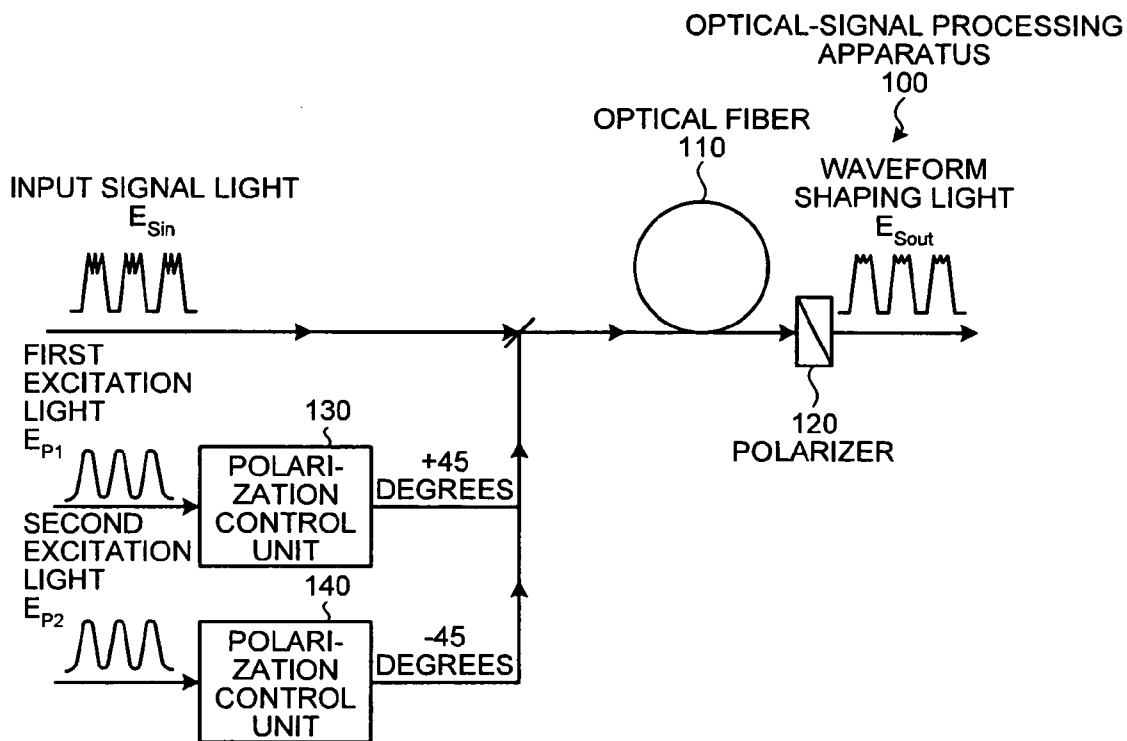 OPTICAL-SIGNAL PROCESSING
APPARATUS
100
OPTICAL FIBER
110
WAVEFORM
SHAPING LIGHT
E_Sout
INPUT SIGNAL LIGHT
E_Sin
FIRST
EXCITATION
LIGHT
E_P1
130
POLARI-
ZATION
CONTROL
UNIT
+45
DEGREES
120
POLARIZER
SECOND
EXCITATION
LIGHT
E_P2
140
POLARI-
ZATION
CONTROL
UNIT
-45
DEGREES